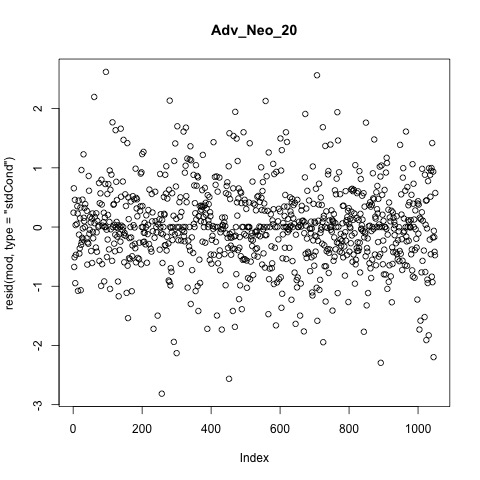 Adv_Neo_20
resid(mod, type = "stdCond")
2
1
0
-1
-2
-3
0 200 400 600 800 1000
Index